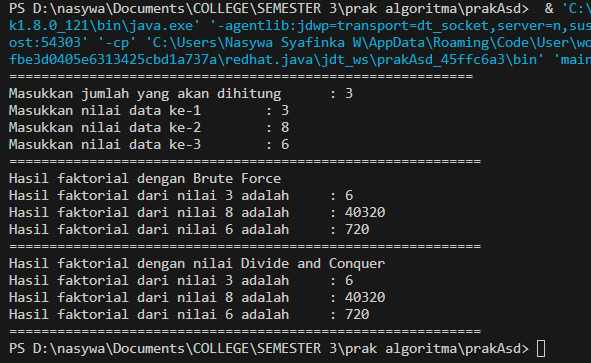 PS D:\nasywa\Documents\COLLEGE\SEMESTER 3\prak algoritma\prakAsd>  & 'C:\
k1.8.0_121\bin\java.exe' '-agentlib:jdwp=transport=dt_socket,server=n,sus
ost:54303' '-cp' 'C:\Users\Nasywa Syafinka W\AppData\Roaming\Code\User\wo
fbe3d0405e6313425cbd1a737a\redhat.java\jdt_ws\prakAsd_45ffc6a3\bin' 'main
==========================================================
Masukkan jumlah yang akan dihitung      : 3
Masukkan nilai data ke-1        : 3
Masukkan nilai data ke-2        : 8
Masukkan nilai data ke-3        : 6
===========================================================
Hasil faktorial dengan Brute Force
Hasil faktorial dari nilai 3 adalah     : 6
Hasil faktorial dari nilai 8 adalah     : 40320
Hasil faktorial dari nilai 6 adalah     : 720
===========================================================
Hasil faktorial dengan nilai Divide and Conquer
Hasil faktorial dari nilai 3 adalah     : 6
Hasil faktorial dari nilai 8 adalah     : 40320
Hasil faktorial dari nilai 6 adalah     : 720
===========================================================
PS D:\nasywa\Documents\COLLEGE\SEMESTER 3\prak algoritma\prakAsd>